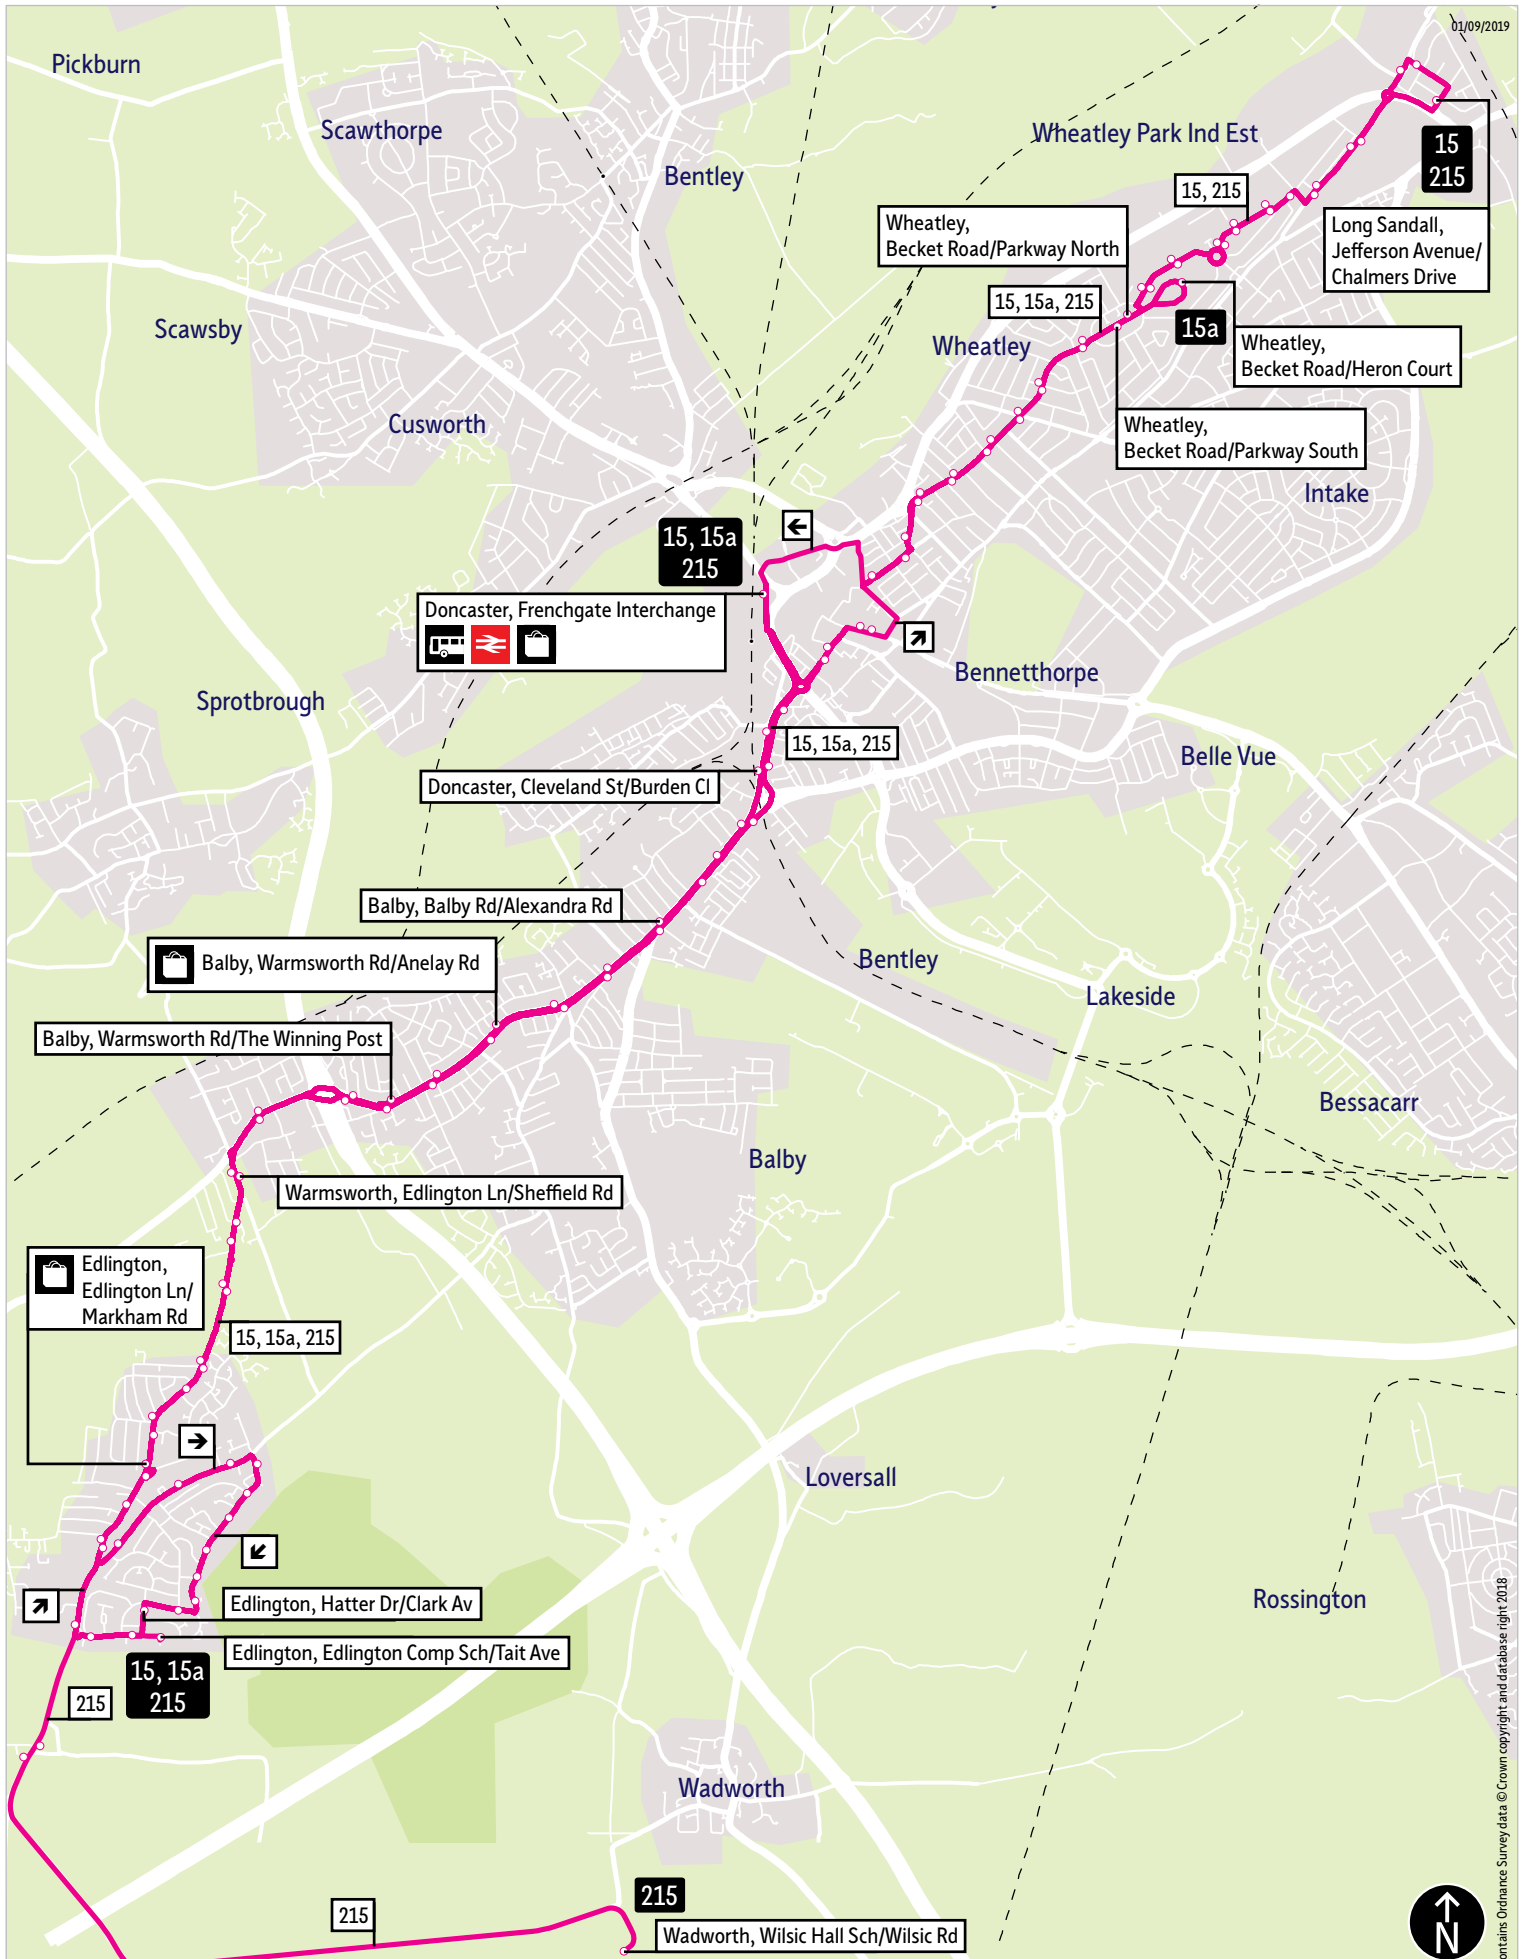 01/09/2019
Pickburn
Scawthorpe
Wheatley Park Ind Est
Bentley
15
215
15, 215
Wheatley,
Becket Road/Parkway North
Long Sandall,
Jefferson Avenue/
Chalmers Drive
15, 15a, 215
Scawsby
15a
Wheatley
Wheatley,
Becket Road/Heron Court
Cusworth
Wheatley,
Becket Road/Parkway South
Intake
15, 15a
215
Doncaster, Frenchgate Interchange
Bennetthorpe
Sprotbrough
15, 15a, 215
Belle Vue
Doncaster, Cleveland St/Burden Cl
Balby, Balby Rd/Alexandra Rd
Balby, Warmsworth Rd/Anelay Rd
Bentley
Lakeside
Balby, Warmsworth Rd/The Winning Post
Bessacarr
Balby
Warmsworth, Edlington Ln/Sheffield Rd
Edlington,
Edlington Ln/
Markham Rd
15, 15a, 215
Loversall
Edlington, Hatter Dr/Clark Av
Rossington
Edlington, Edlington Comp Sch/Tait Ave
15, 15a
215
215
Wadworth
215
215
Wadworth, Wilsic Hall Sch/Wilsic Rd
N
ontains Ordnance Survey data © Crown copyright and database right 2018